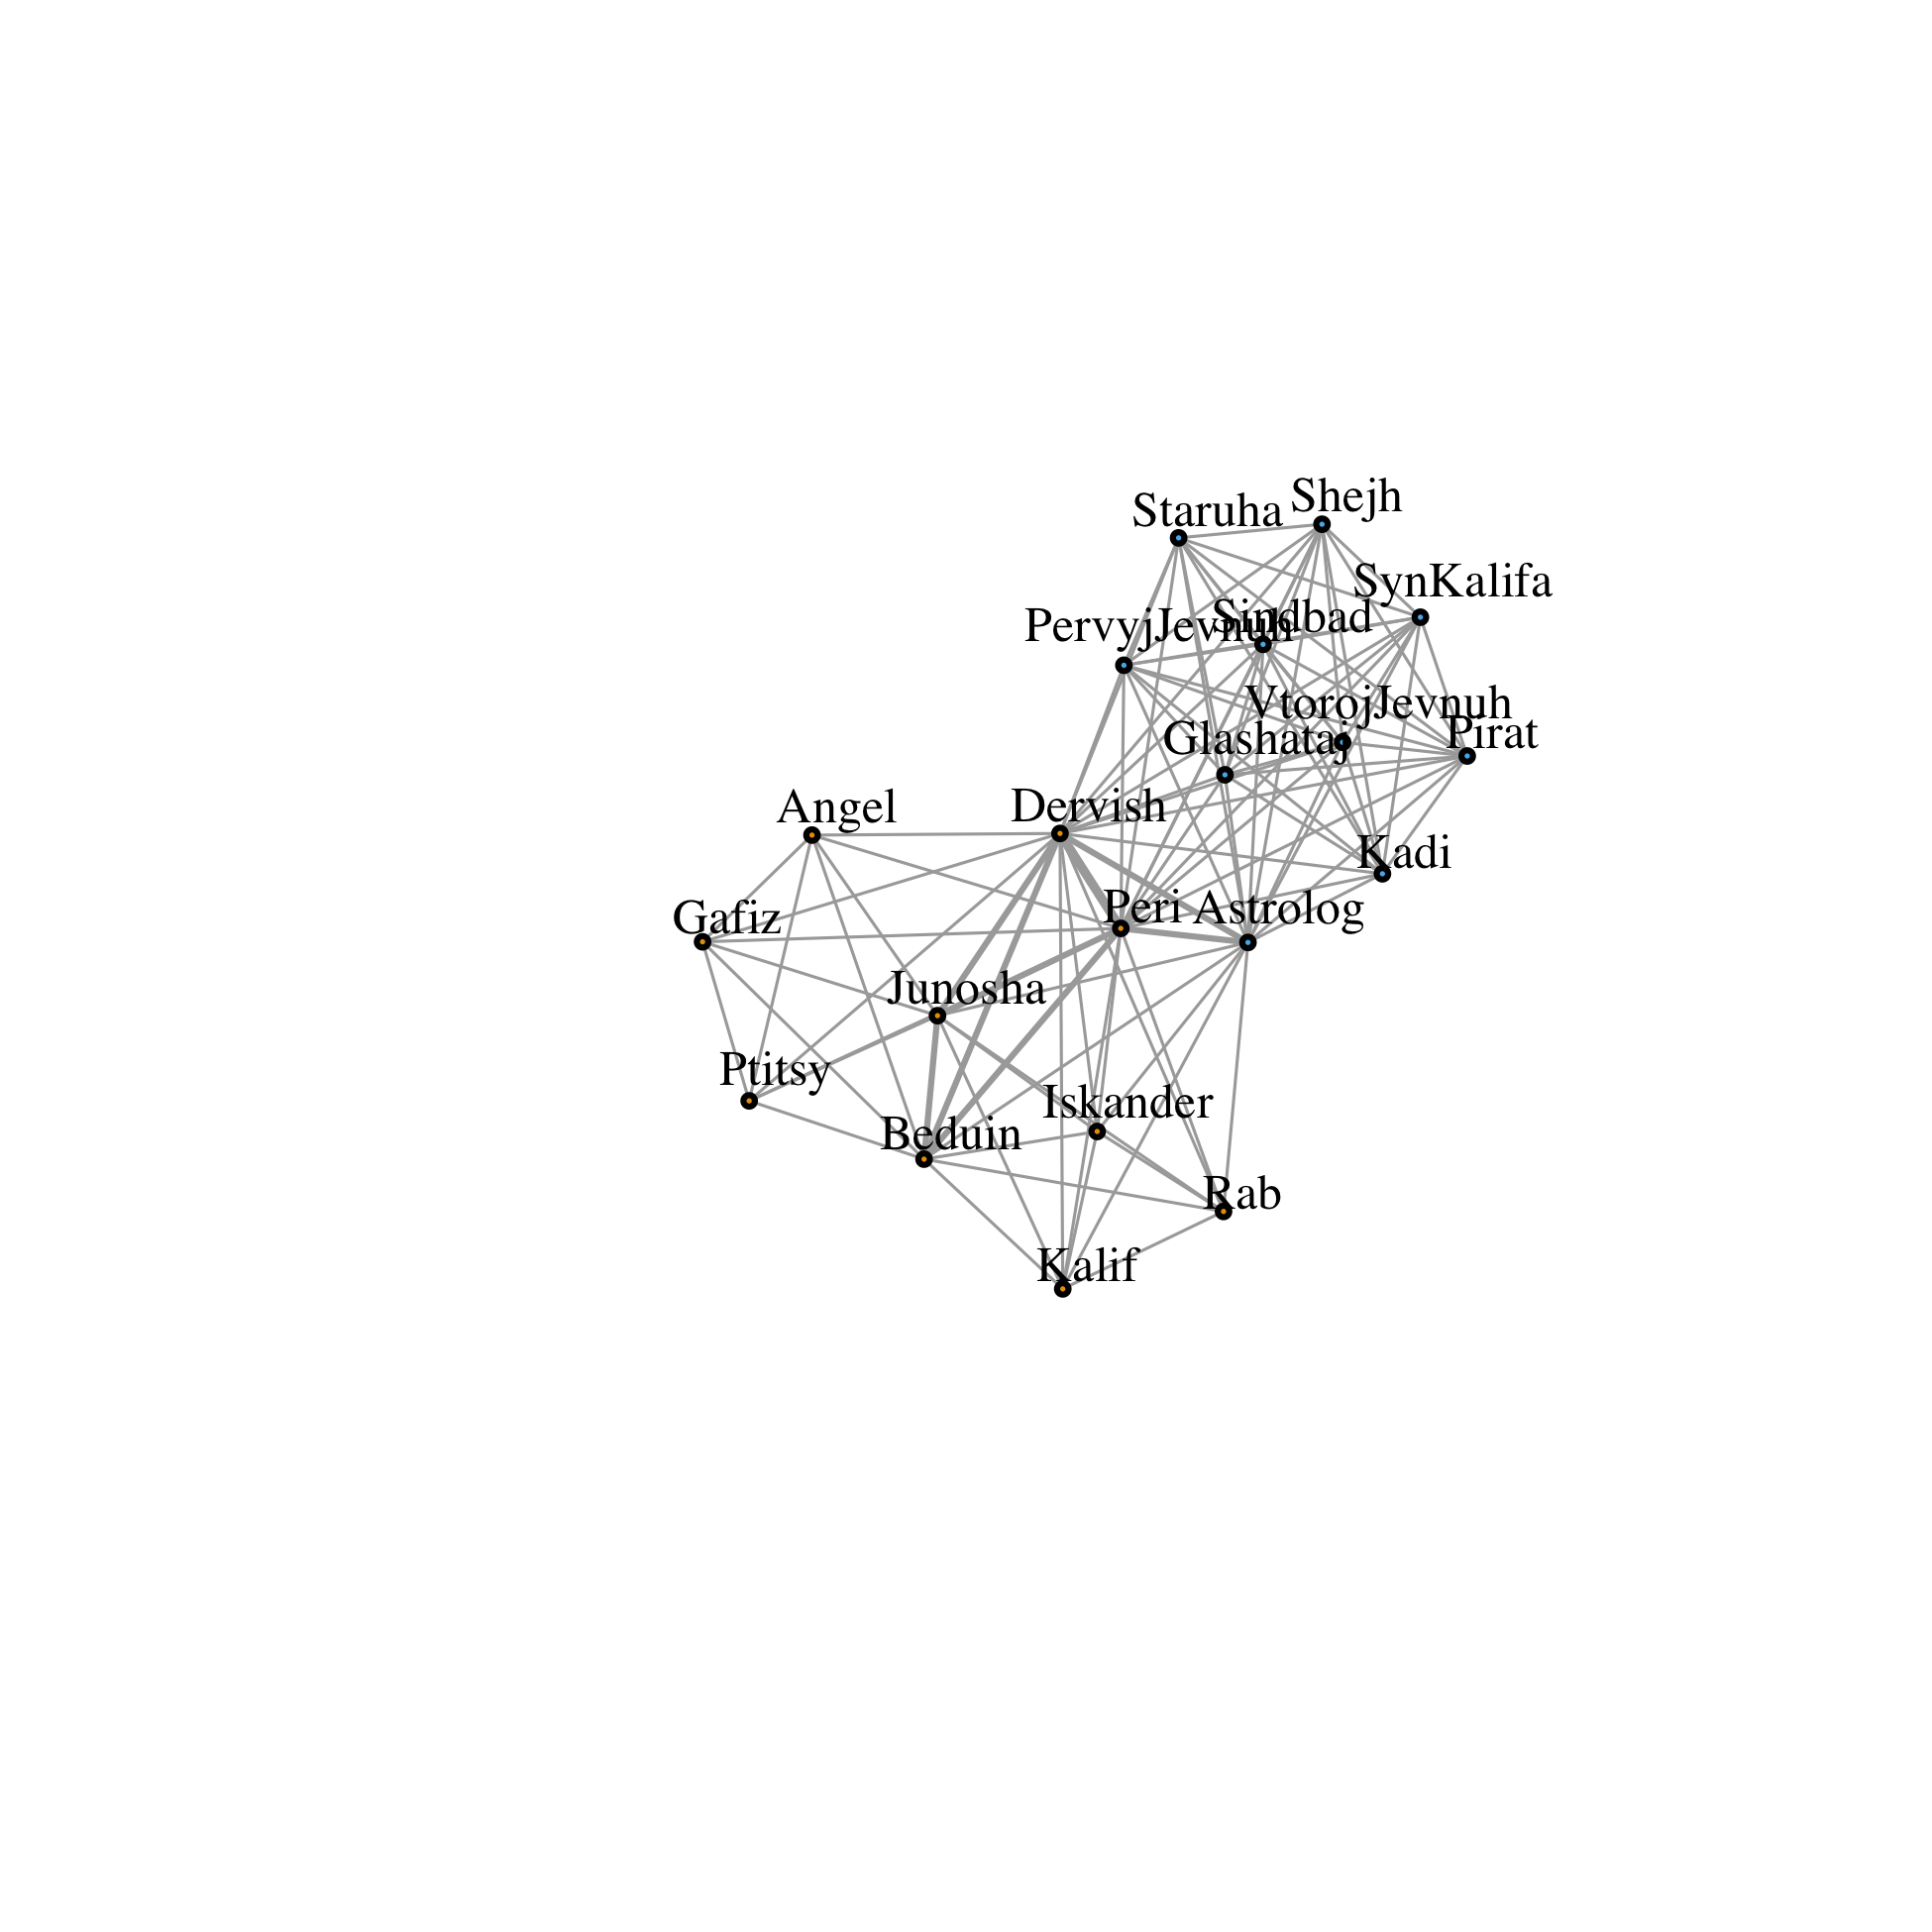 Shejh
Staruha
SynKalifa
Sindbad
PervyjJevnuh
VtorojJevnuh
Pirat
Glashataj
Angel
Dervish
Kadi
Peri
Astrolog
Gafiz
Junosha
Ptitsy
Iskander
Beduin
Rab
Kalif